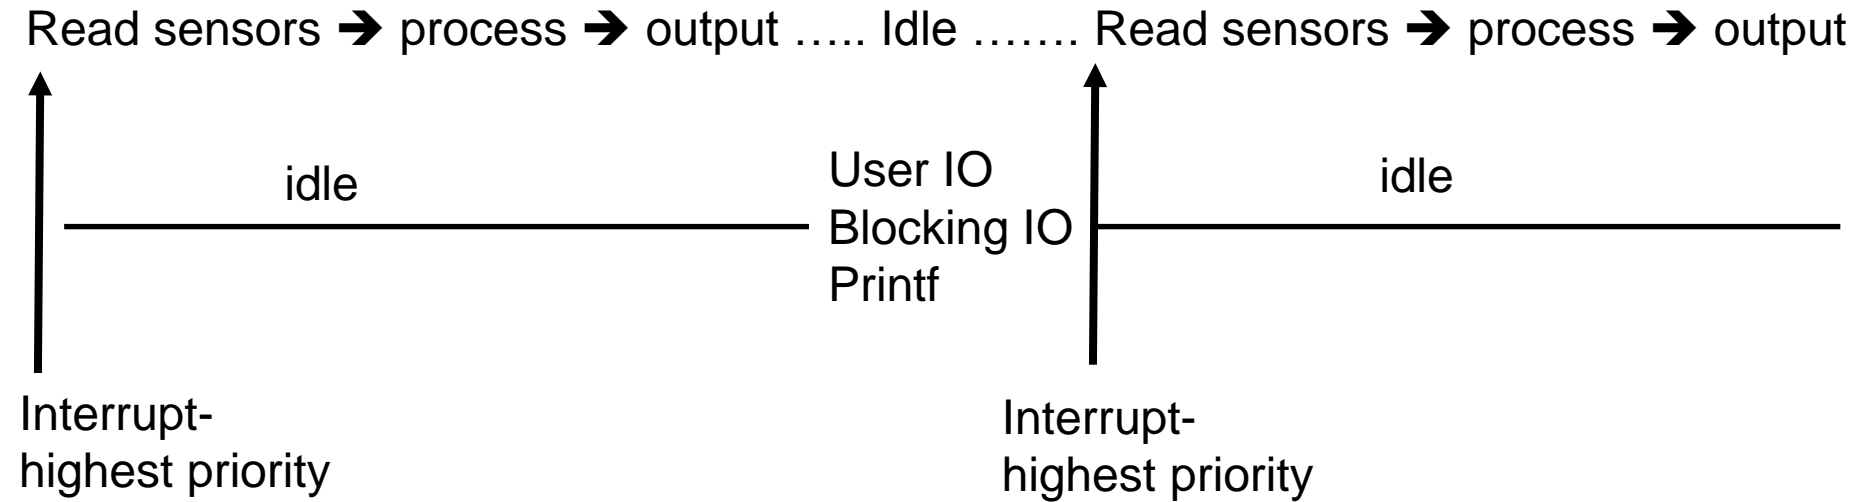 Read sensors ➔ process ➔ output ….. Idle ……. Read sensors ➔ process ➔ output
idle
User IO
Blocking IO
Printf
idle
Interrupt-
highest priority
Interrupt-
highest priority